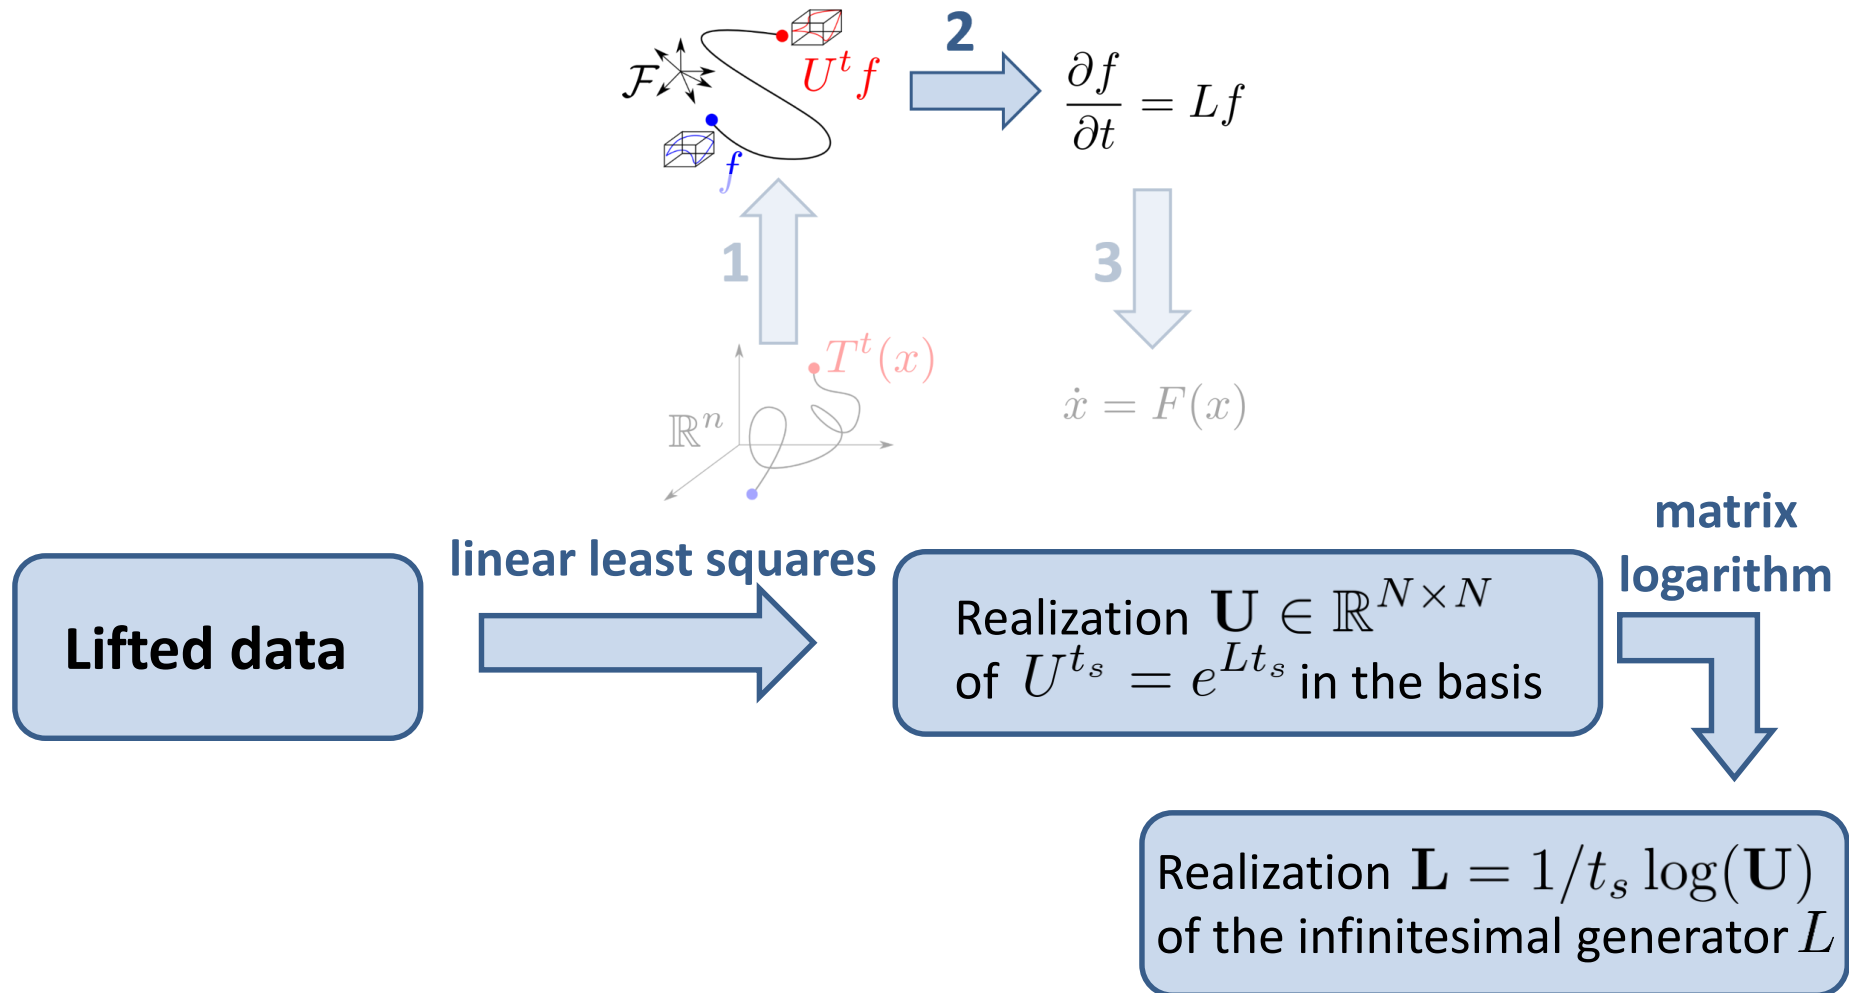 2
𝓕
U^t f
∂f/∂t = Lf
f
1
3
T^t(x)
ẋ = F(x)
ℝ^n
matrix
logarithm
linear least squares
Lifted data
Realization 𝐔 ∈ ℝ^{N×N}
of U^{t_s} = e^{Lt_s} in the basis
Realization 𝐋 = 1/t_s log(𝐔)
of the infinitesimal generator L